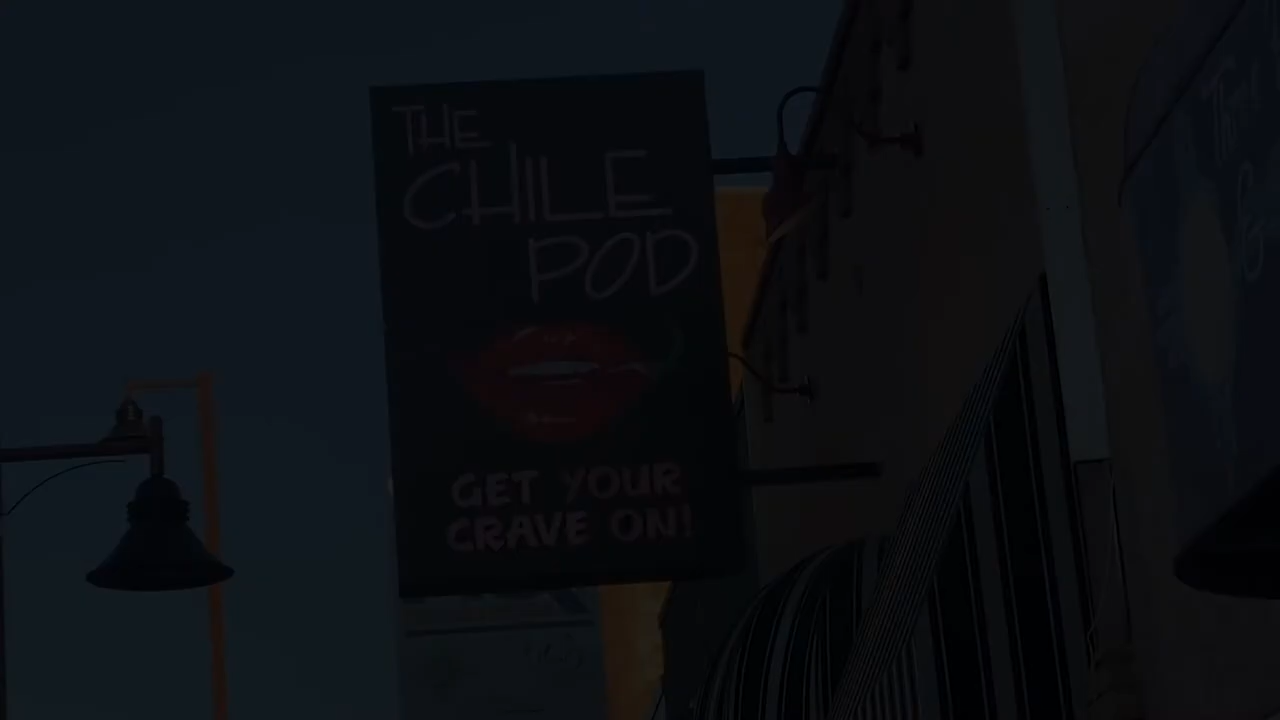 THE
CHILE
POD
GET YOUR
CRAVE ON!